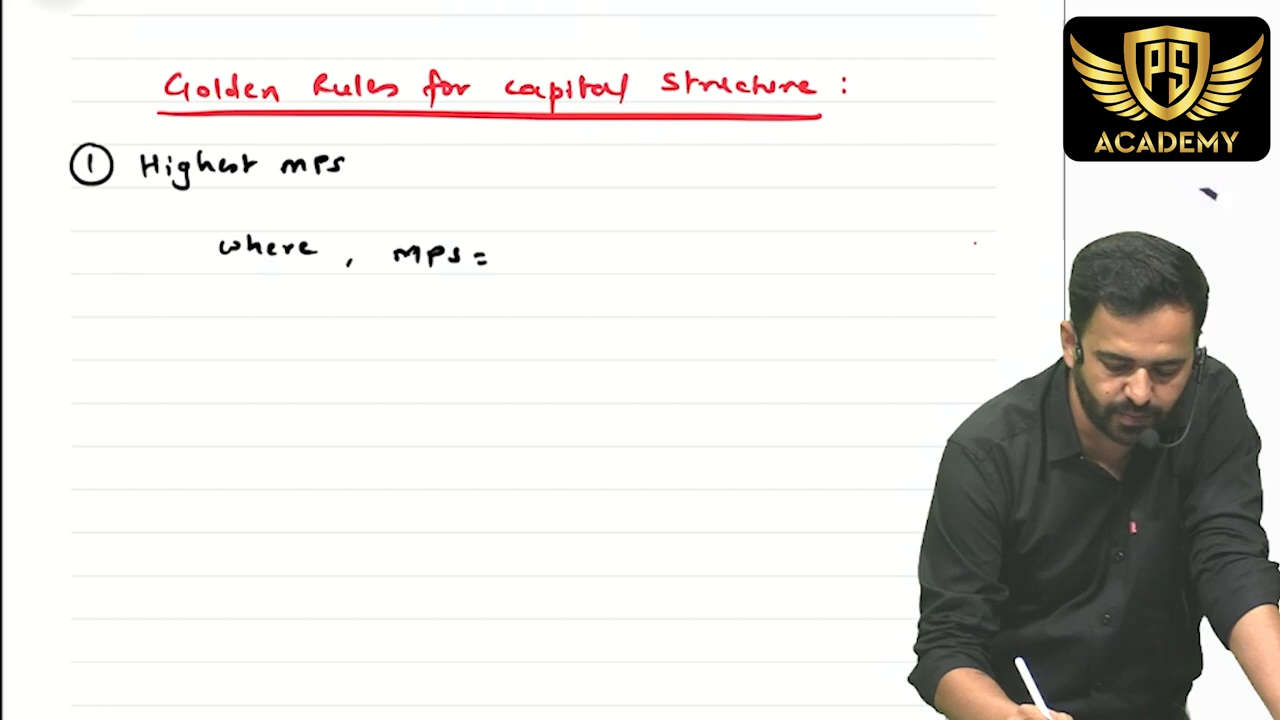 Golden Rules for capital structure :
① Highest MPS
where , MPS =
PS
ACADEMY